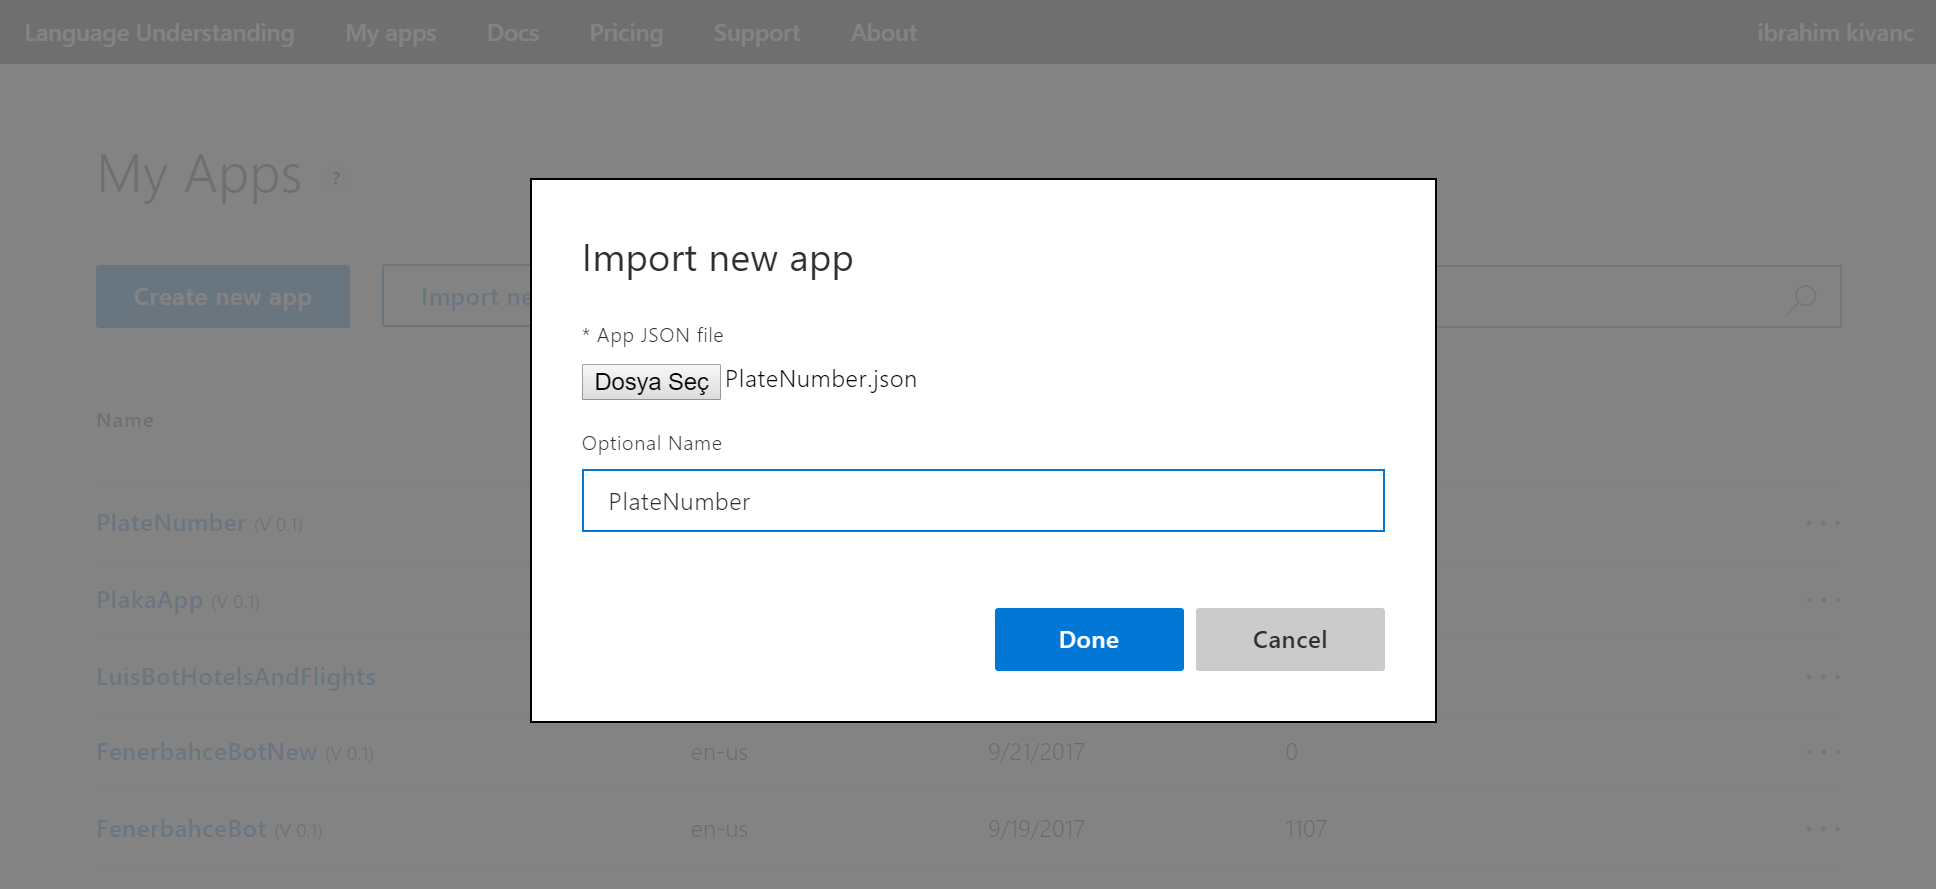 Language Understanding My apps Docs Pricing Support About ibrahim kivanc
My Apps ?
Create new app Import ne
Import new app
* App JSON file
Dosya Seç PlateNumber.json
Optional Name
PlateNumber
Done Cancel
Name
PlateNumber (V 0.1)
PlakaApp (V 0.1)
LuisBotHotelsAndFlights
FenerbahceBotNew (V 0.1) en-us 9/21/2017 0
FenerbahceBot (V 0.1) en-us 9/19/2017 1107